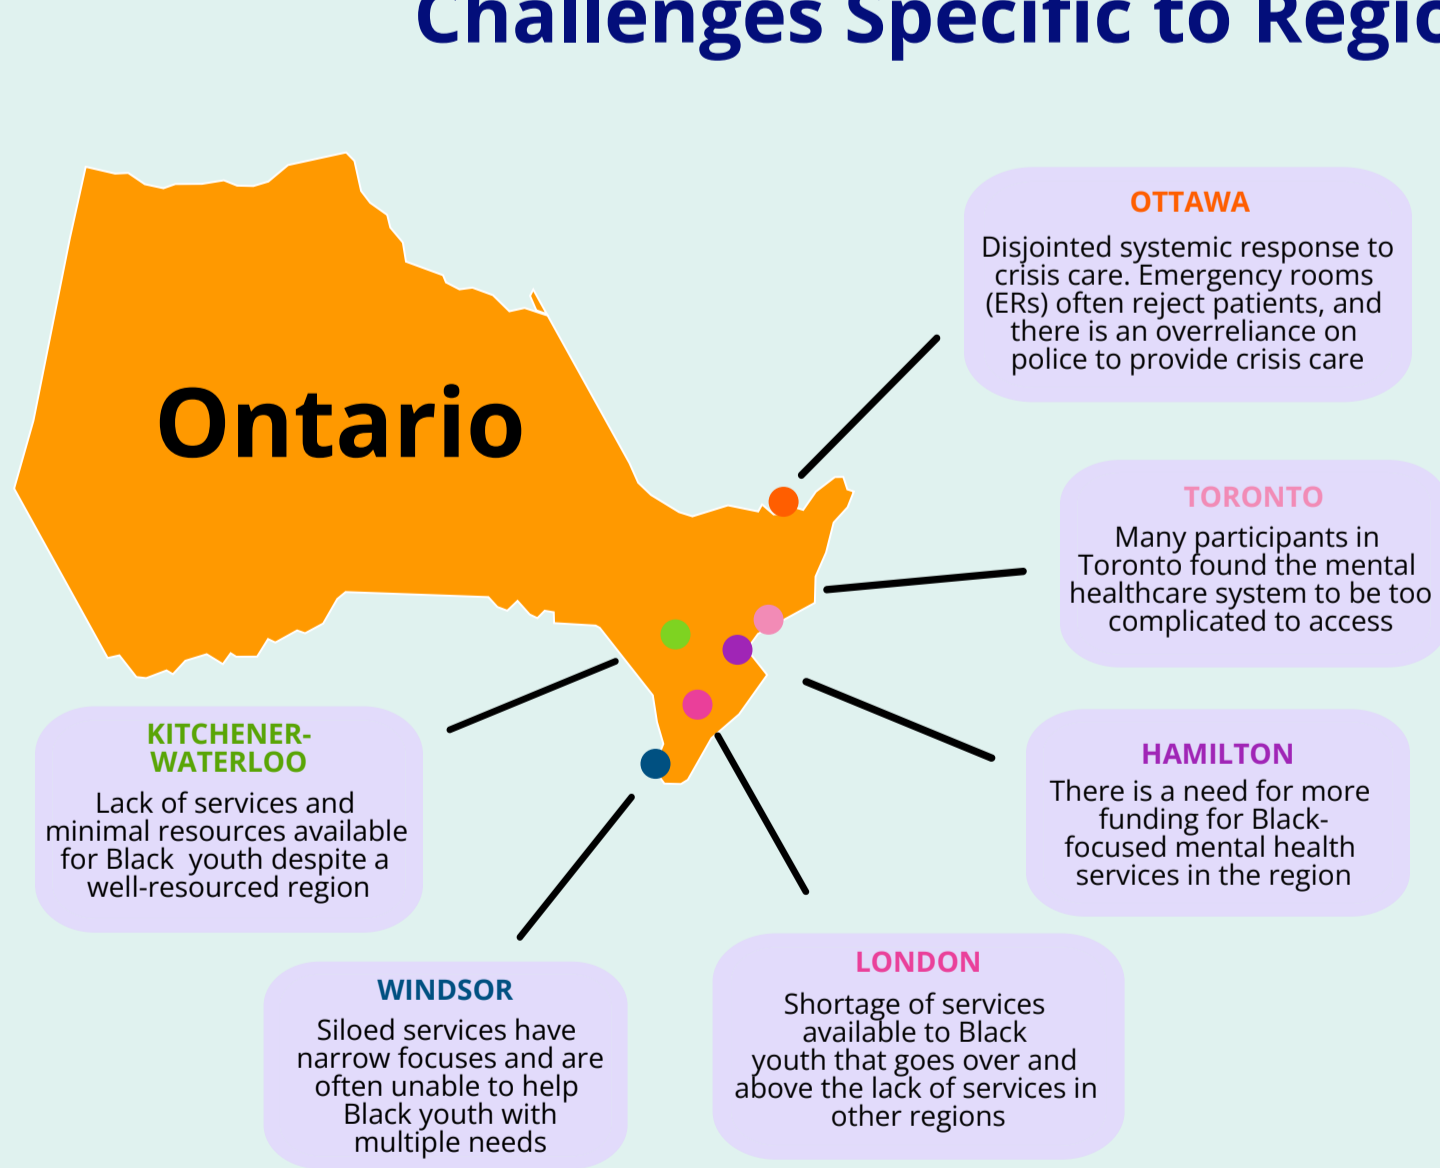 Challenges Specific to
Ontario
OTTAWA
Disjointed systemic response to
crisis care. Emergency rooms
(ERs) often reject patients, and
there is an overreliance on
police to provide crisis care
TORONTO
Many participants in
Toronto found the mental
healthcare system to be too
complicated to access
KITCHENER-
WATERLOO
Lack of services and
minimal resources available
for Black youth despite a
well-resourced region
HAMILTON
There is a need for more
funding for Black-
focused mental health
services in the region
WINDSOR
Siloed services have
narrow focuses and are
often unable to help
Black youth with
multiple needs
LONDON
Shortage of services
available to Black
youth that goes over and
above the lack of services in
other regions